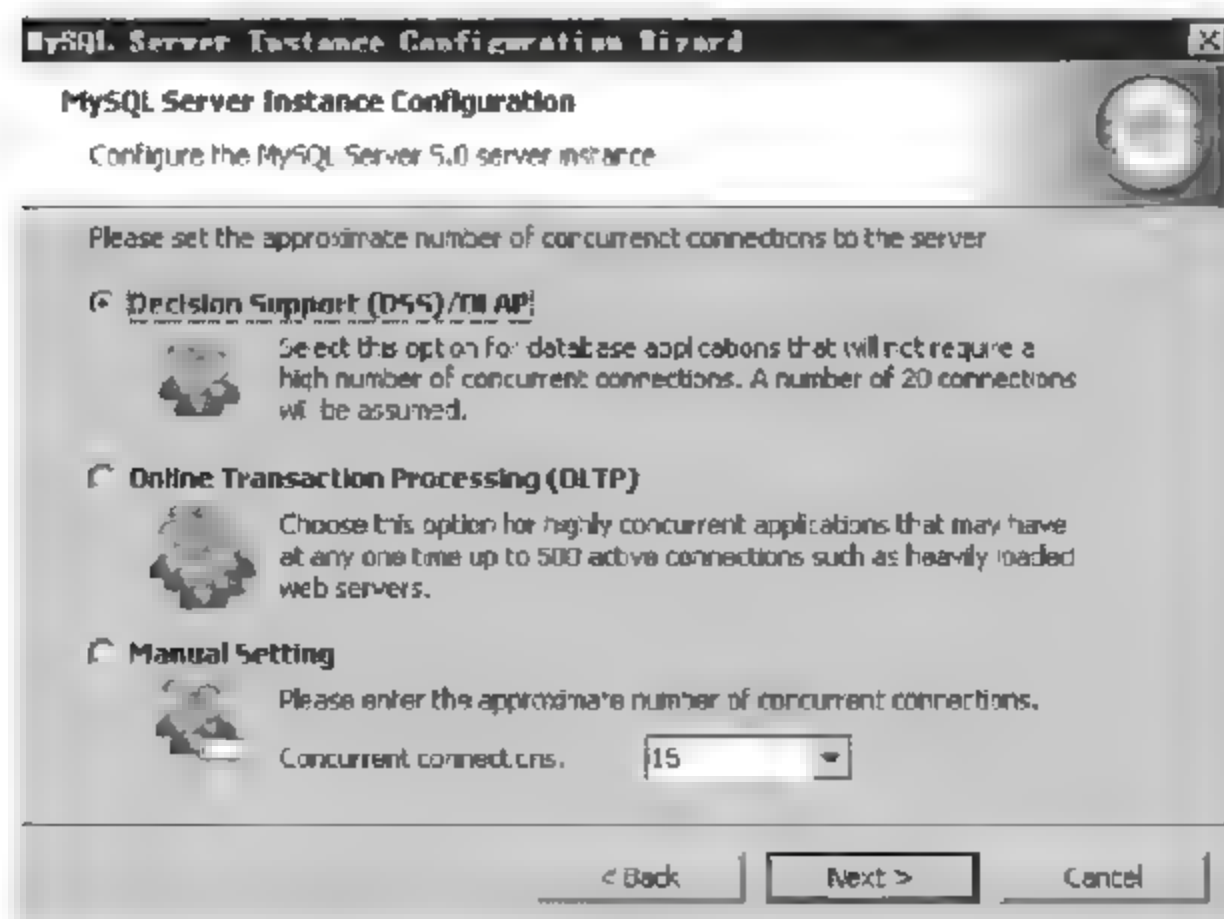 MySQL Server Instance Configuration Wizard
MySQL Server Instance Configuration
Configure the MySQL Server 5.0 server instance
Please set the approximate number of concurrenct connections to the server
Decision Support (DSS)/OLAP
Select this option for database applications that will not require a
high number of concurrent connections. A number of 20 connections
will be assumed.
Online Transaction Processing (OLTP)
Choose this option for highly concurrent applications that may have
at any one time up to 500 active connections such as heavily loaded
web servers.
Manual Setting
Please enter the approximate number of concurrent connections.
Concurrent connections:
15
< Back
Next >
Cancel